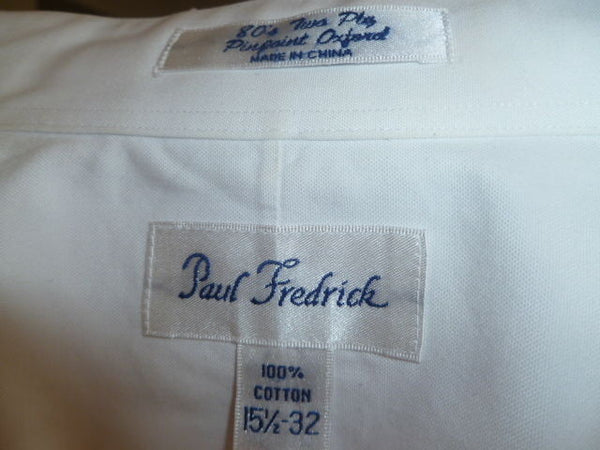 80's Two Ply
Pinpoint Oxford
MADE IN CHINA
Paul Fredrick
100%
COTTON
15½-32